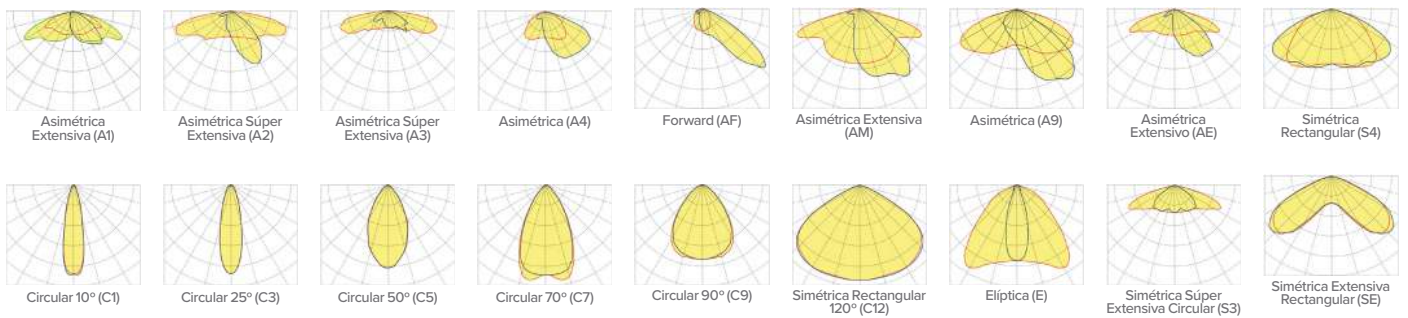 Asimétrica
Extensiva (A1)
Asimétrica Súper
Extensiva (A2)
Asimétrica Súper
Extensiva (A3)
Asimétrica (A4)
Forward (AF)
Asimétrica Extensiva
(AM)
Asimétrica (A9)
Asimétrica
Extensivo (AE)
Simétrica
Rectangular (S4)
Circular 10º (C1)
Circular 25º (C3)
Circular 50º (C5)
Circular 70º (C7)
Circular 90º (C9)
Simétrica Rectangular
120º (C12)
Elíptica (E)
Simétrica Súper
Extensiva Circular (S3)
Simétrica Extensiva
Rectangular (SE)